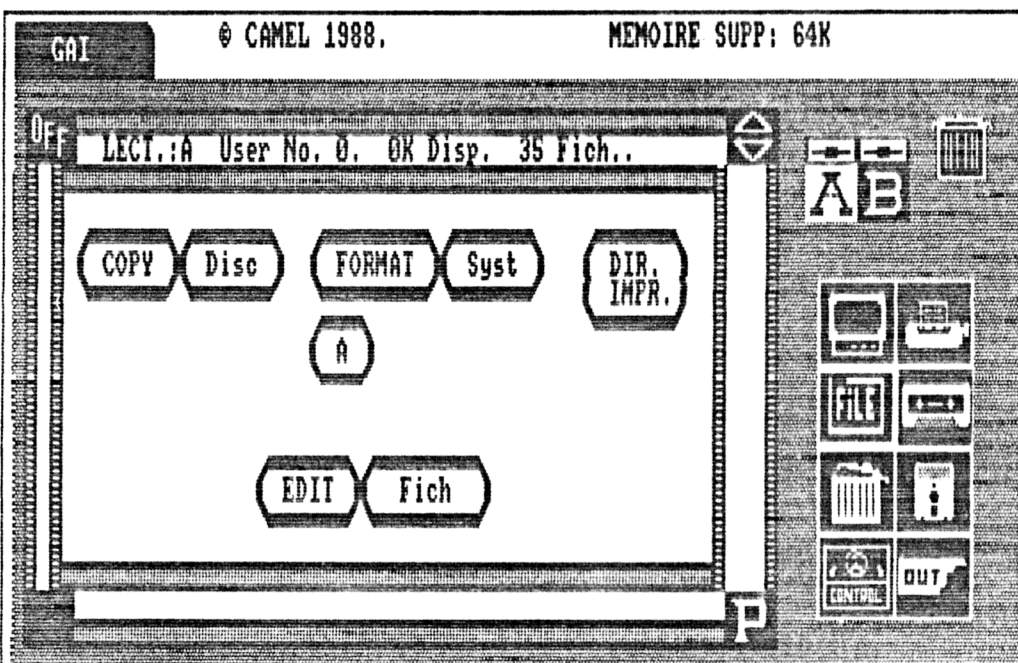 GAI © CAMEL 1988. MEMOIRE SUPP: 64K
OFF
LECT.:A User No. 0. 0K Disp. 35 Fich..
A B
COPY Disc FORMAT Syst DIR.
IMPR.
A
FILE
EDIT Fich
CONTROL OUT
P